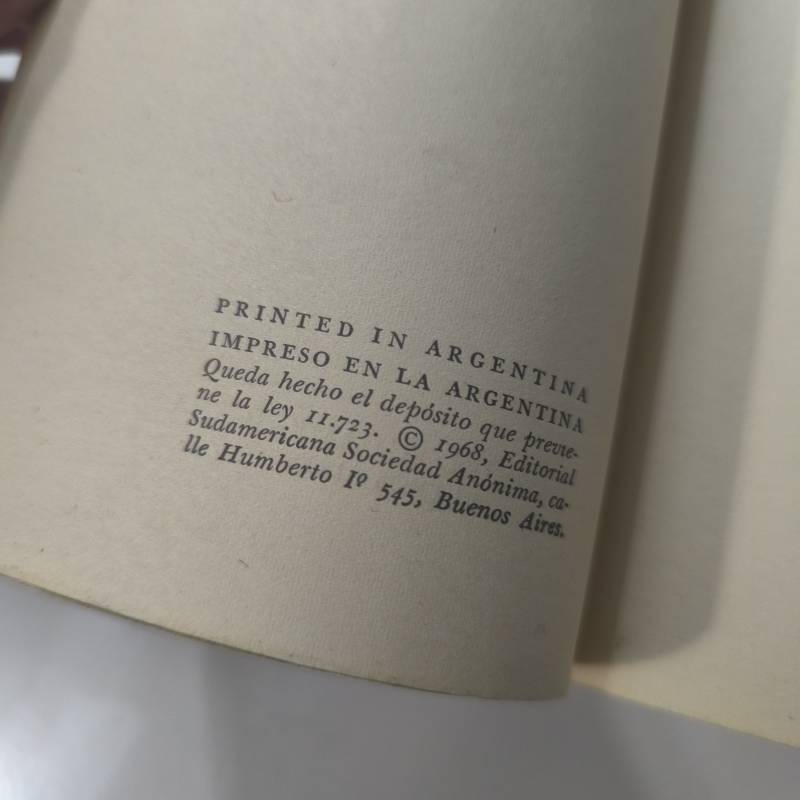 PRINTED IN ARGENTINA
IMPRESO EN LA ARGENTINA
Queda hecho el depósito que previe-
ne la ley 11.723. © 1968, Editorial
Sudamericana Sociedad Anónima, ca-
lle Humberto Iº 545, Buenos Aires.